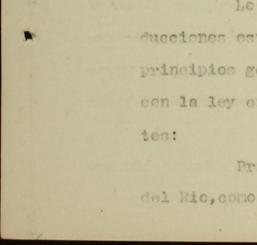 Lo
ducciones es
principios g
con la ley
tes:
Pr
del Rio,como